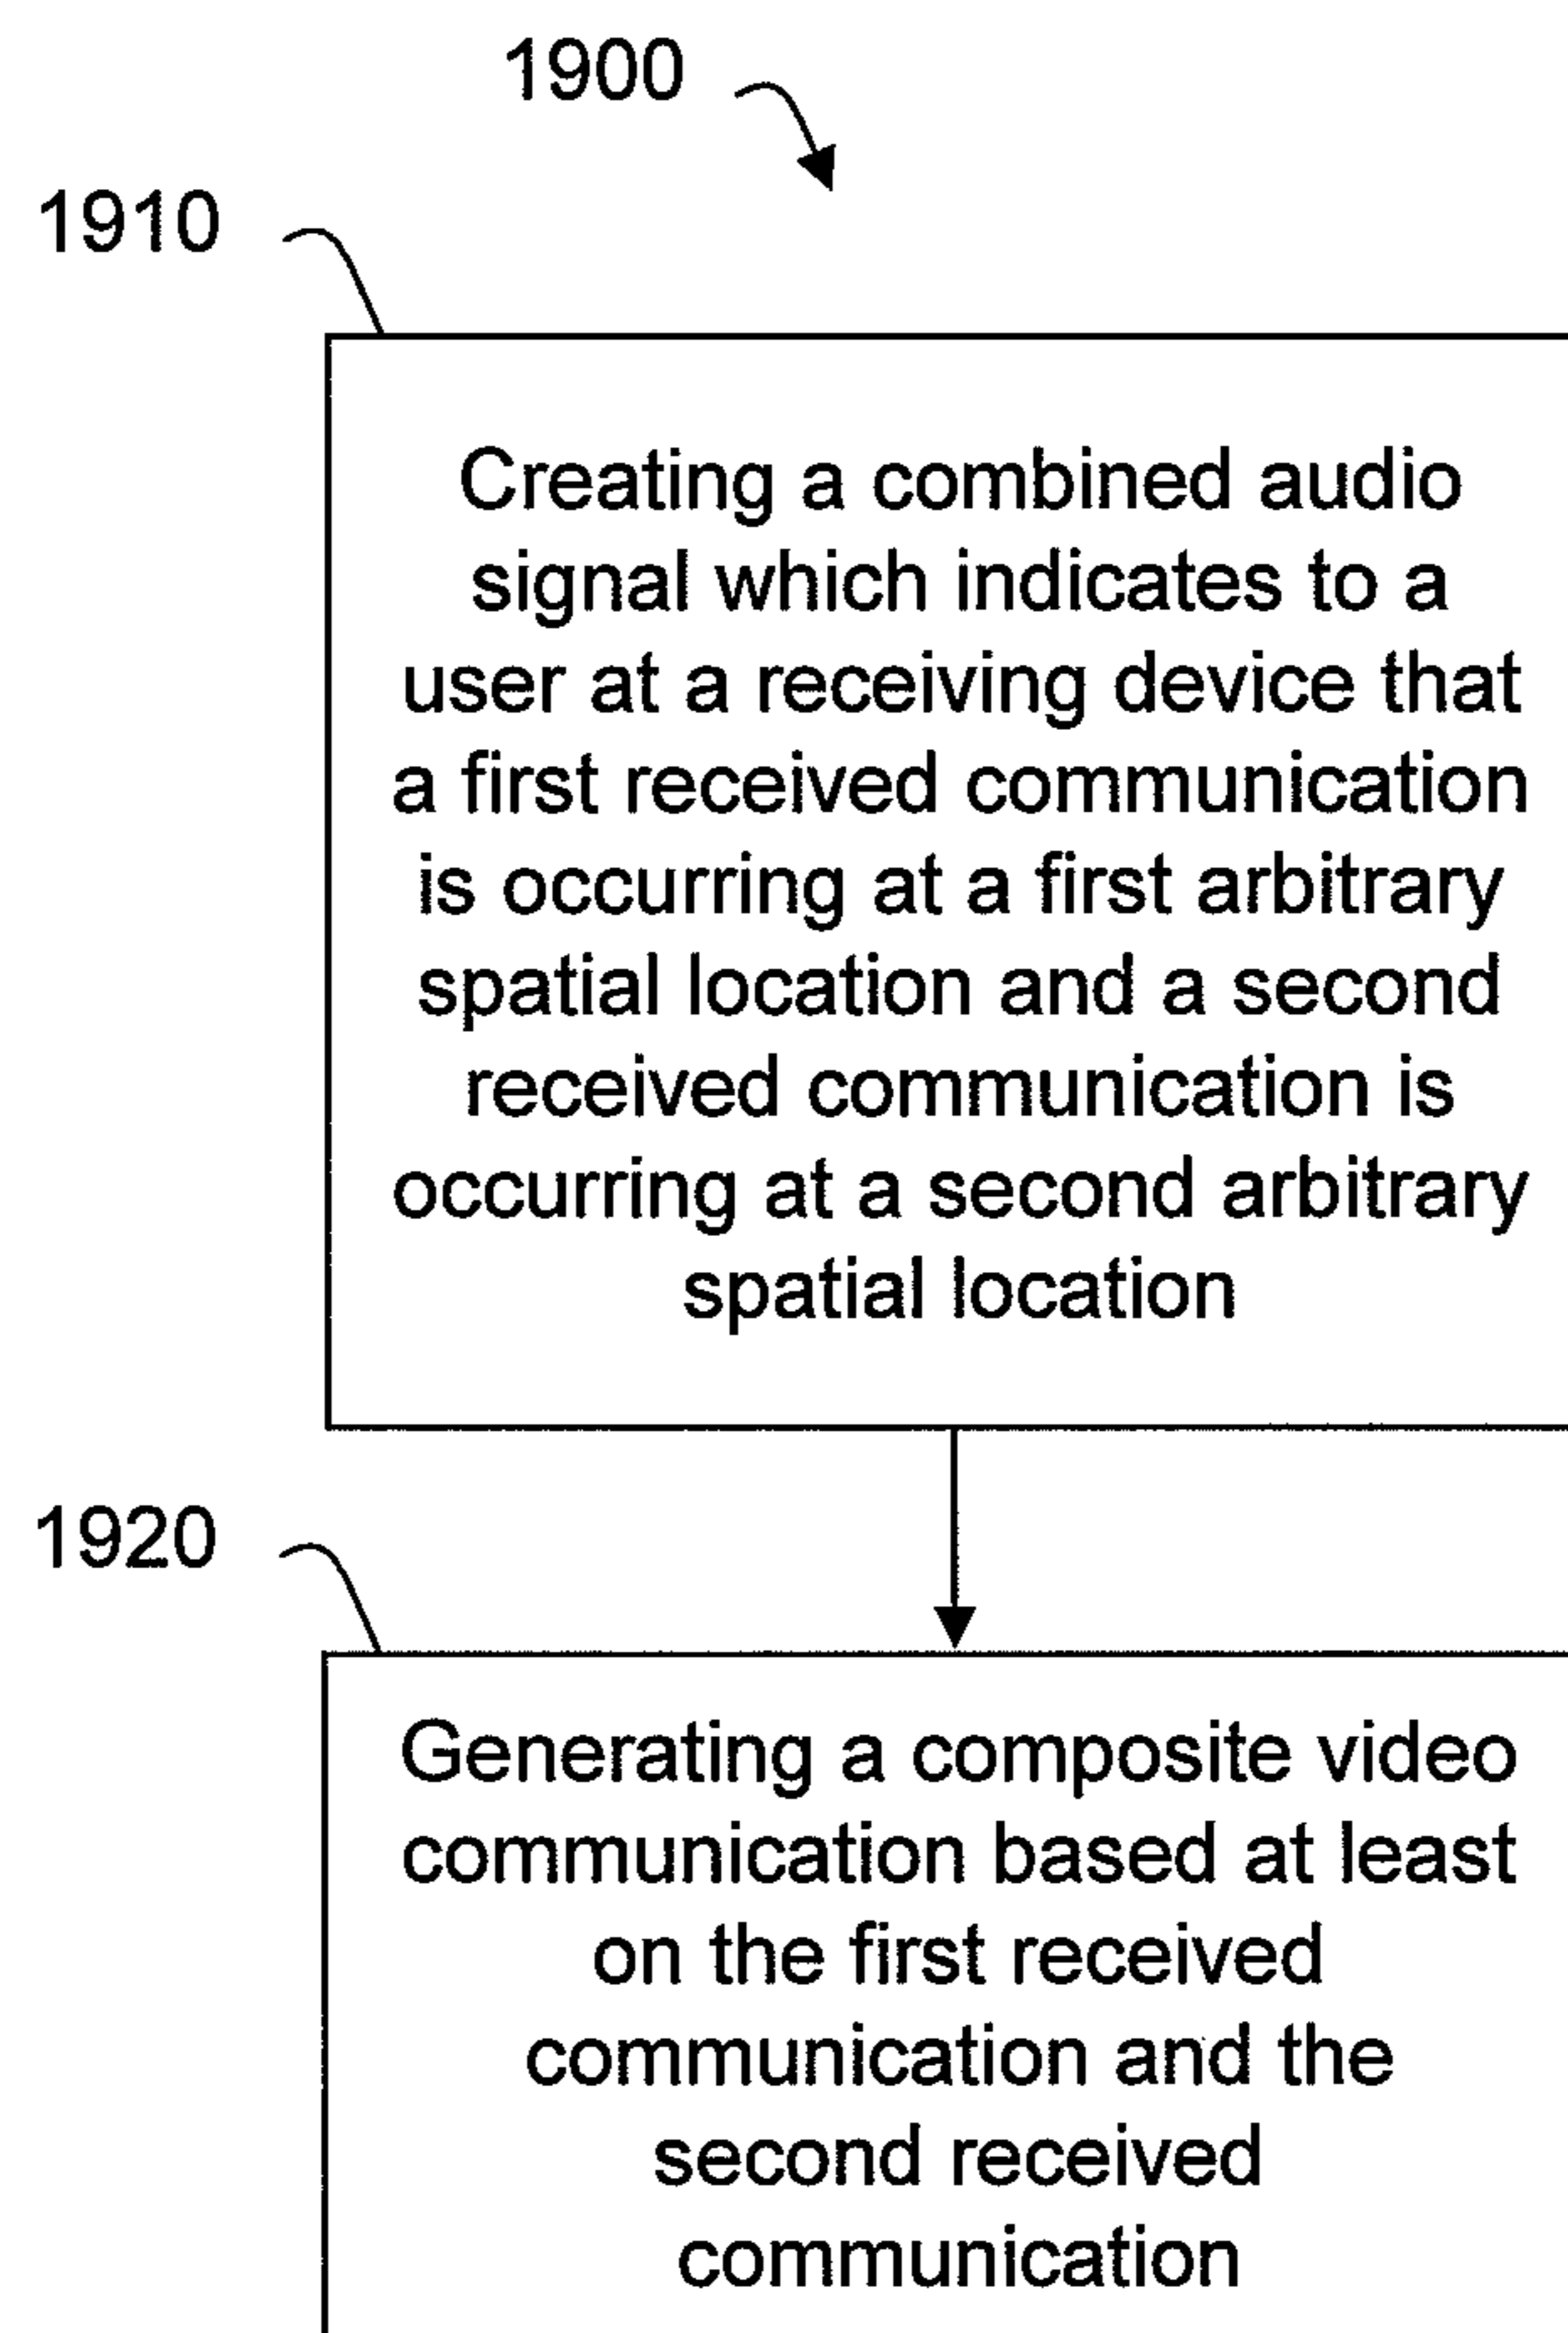 1900
1910
Creating a combined audio
signal which indicates to a
user at a receiving device that
a first received communication
is occurring at a first arbitrary
spatial location and a second
received communication is
occurring at a second arbitrary
spatial location
1920
Generating a composite video
communication based at least
on the first received
communication and the
second received
communication